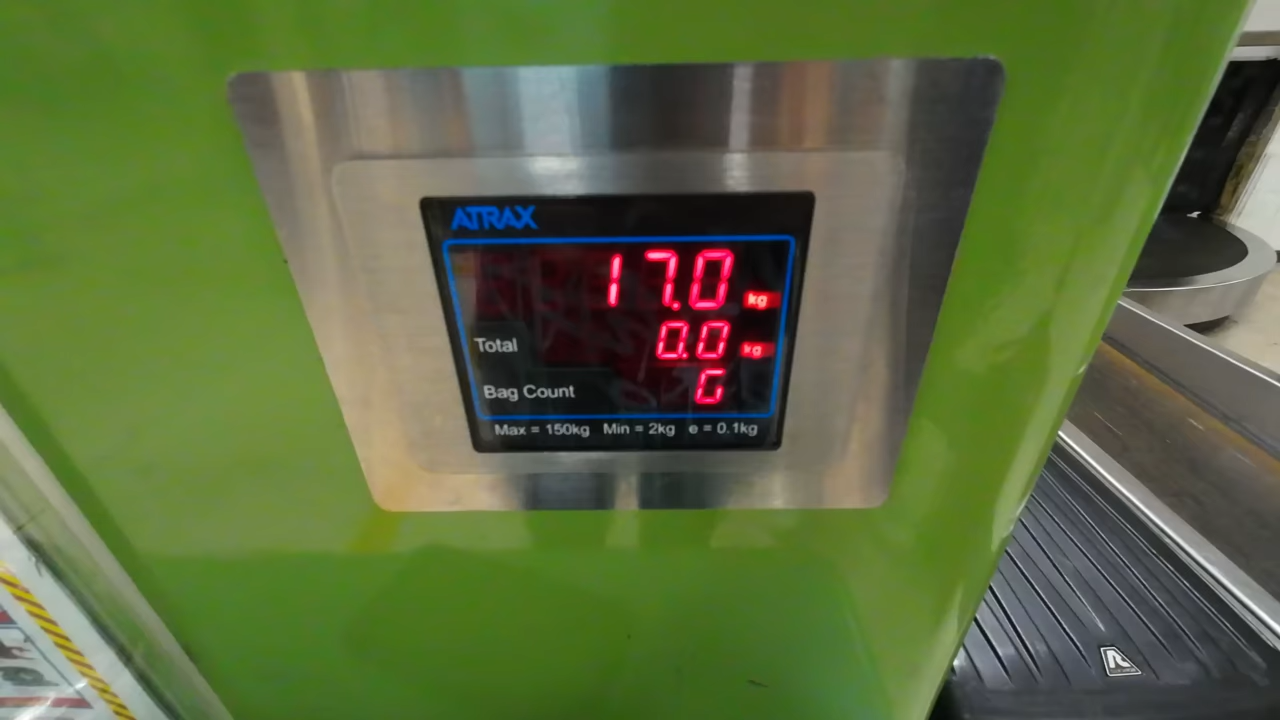 ATRAX
17.0 kg
Total 0.0 kg
Bag Count 0
Max = 150kg Min = 2kg e = 0.1kg